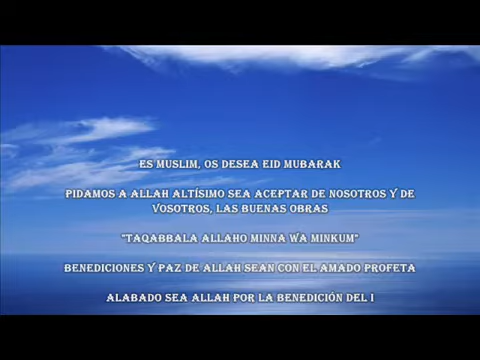 ES MUSLIM, OS DESEA EID MUBARAK
PIDAMOS A ALLAH ALTÍSIMO SEA ACEPTAR DE NOSOTROS Y DE
VOSOTROS, LAS BUENAS OBRAS
"TAQABBALA ALLAHO MINNA WA MINKUM"
BENEDICIONES Y PAZ DE ALLAH SEAN CON EL AMADO PROFETA
ALABADO SEA ALLAH POR LA BENEDICIÓN DEL I